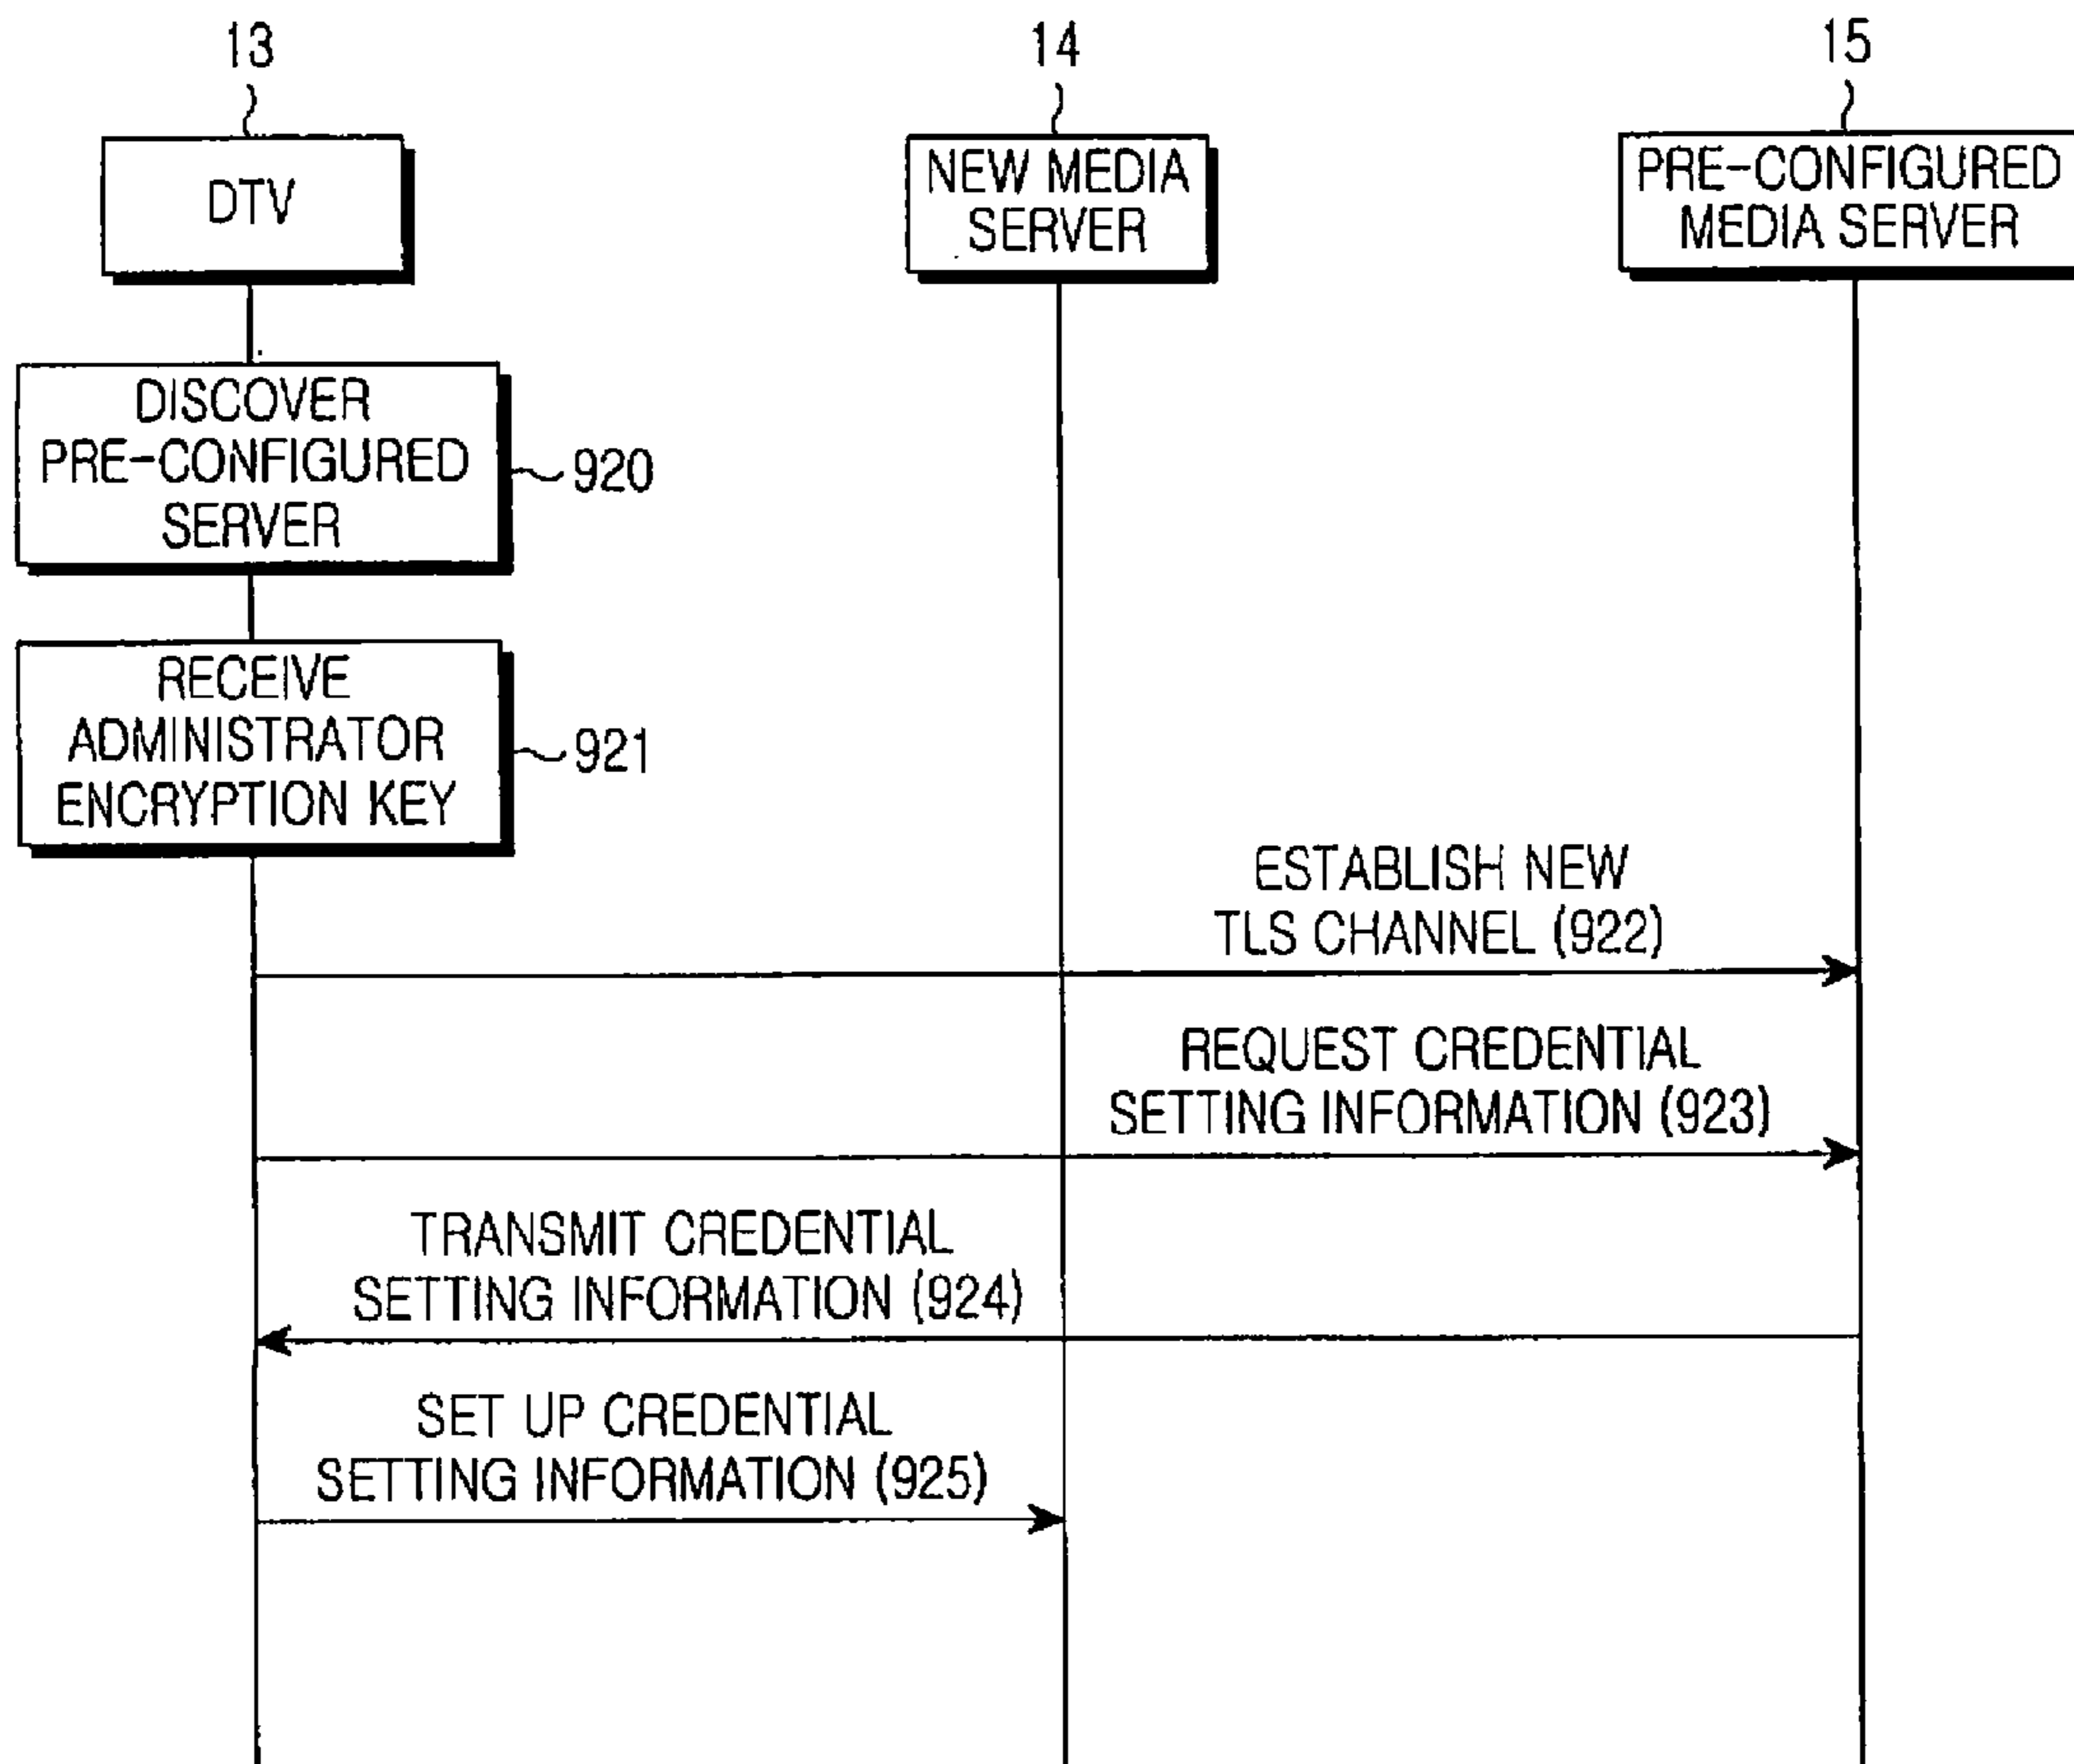 13
14
15
DTV
NEW MEDIA
SERVER
PRE-CONFIGURED
MEDIA SERVER
DISCOVER
PRE-CONFIGURED
SERVER
920
RECEIVE
ADMINISTRATOR
ENCRYPTION KEY
921
ESTABLISH NEW
TLS CHANNEL (922)
REQUEST CREDENTIAL
SETTING INFORMATION (923)
TRANSMIT CREDENTIAL
SETTING INFORMATION (924)
SET UP CREDENTIAL
SETTING INFORMATION (925)